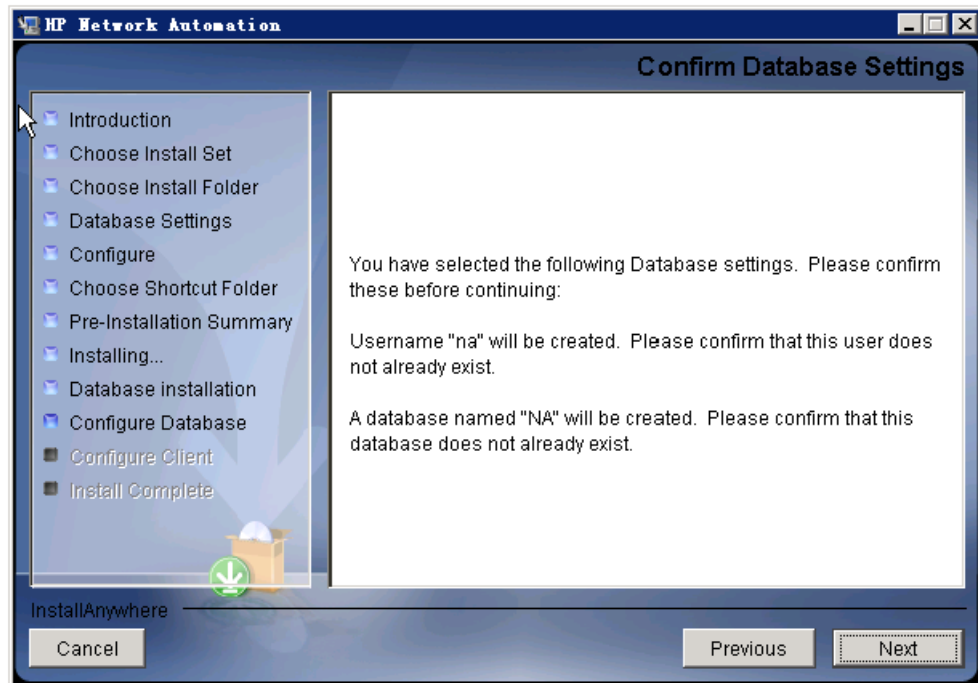 HP Network Automation
Confirm Database Settings
Introduction
Choose Install Set
Choose Install Folder
Database Settings
Configure
Choose Shortcut Folder
Pre-Installation Summary
Installing...
Database installation
Configure Database
Configure Client
Install Complete
You have selected the following Database settings. Please confirm
these before continuing:
Username "na" will be created. Please confirm that this user does
not already exist.
A database named "NA" will be created. Please confirm that this
database does not already exist.
InstallAnywhere
Cancel
Previous
Next